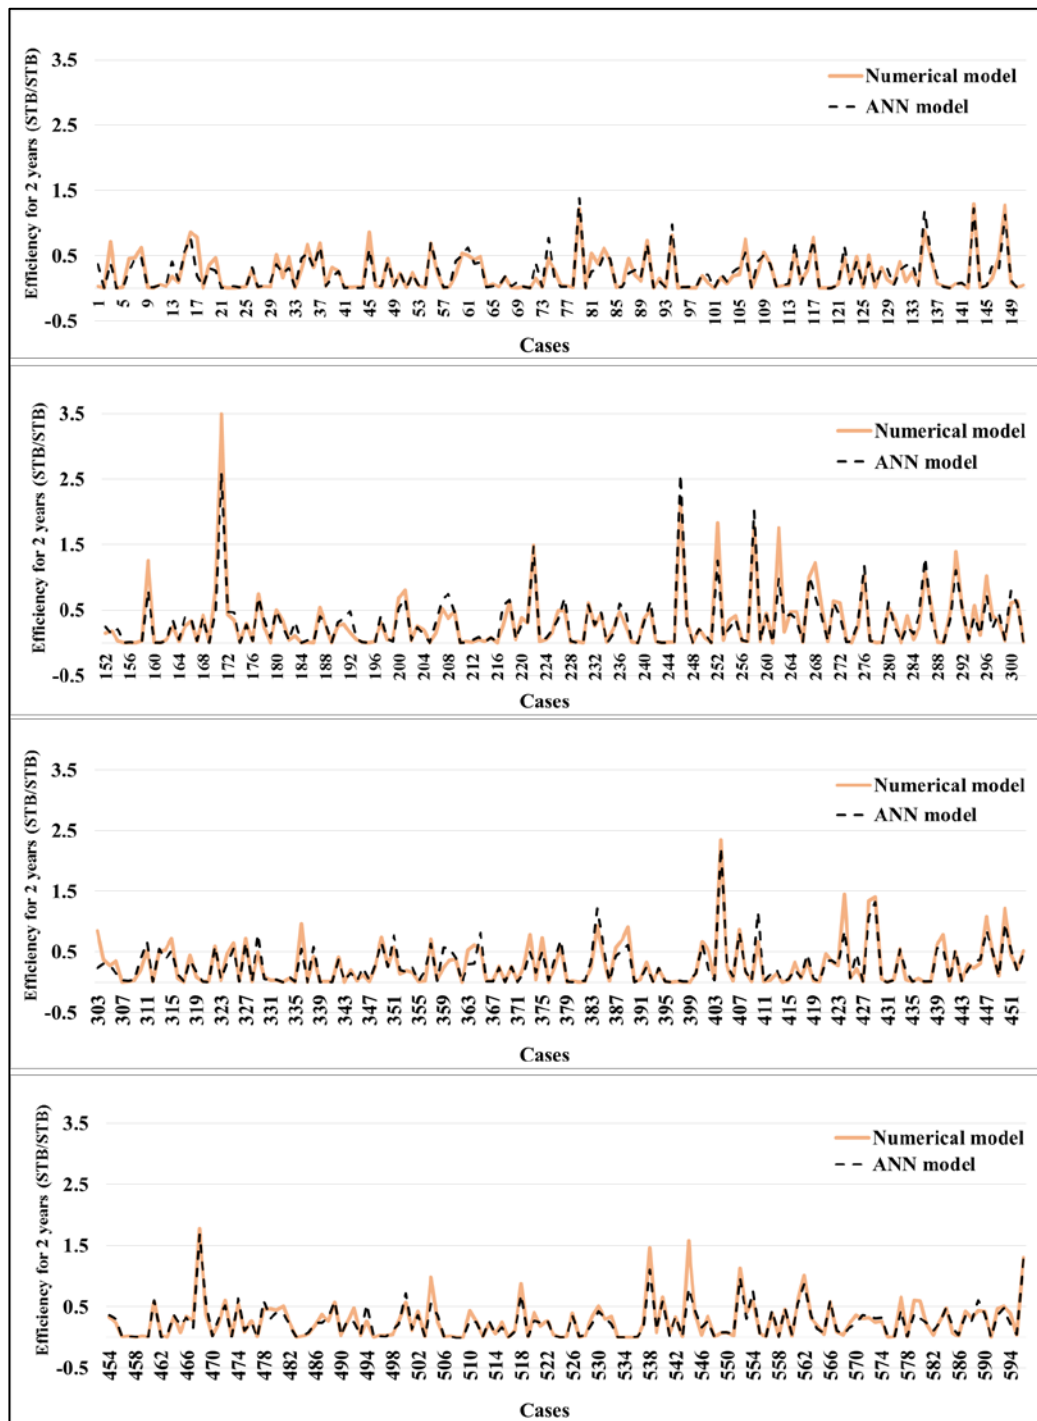 Efficiency for 2 years (STB/STB)
3.5
2.5
1.5
0.5
-0.5
Numerical model
ANN model
1 5 9 13 17 21 25 29 33 37 41 45 49 53 57 61 65 69 73 77 81 85 89 93 97 101 105 109 113 117 121 125 129 133 137 141 145 149
Cases
Efficiency for 2 years (STB/STB)
3.5
2.5
1.5
0.5
-0.5
Numerical model
ANN model
152 156 160 164 168 172 176 180 184 188 192 196 200 204 208 212 216 220 224 228 232 236 240 244 248 252 256 260 264 268 272 276 280 284 288 292 296 300
Cases
Efficiency for 2 years (STB/STB)
3.5
2.5
1.5
0.5
-0.5
Numerical model
ANN model
303 307 311 315 319 323 327 331 335 339 343 347 351 355 359 363 367 371 375 379 383 387 391 395 399 403 407 411 415 419 423 427 431 435 439 443 447 451
Cases
Efficiency for 2 years (STB/STB)
3.5
2.5
1.5
0.5
-0.5
Numerical model
ANN model
454 458 462 466 470 474 478 482 486 490 494 498 502 506 510 514 518 522 526 530 534 538 542 546 550 554 558 562 566 570 574 578 582 586 590 594
Cases